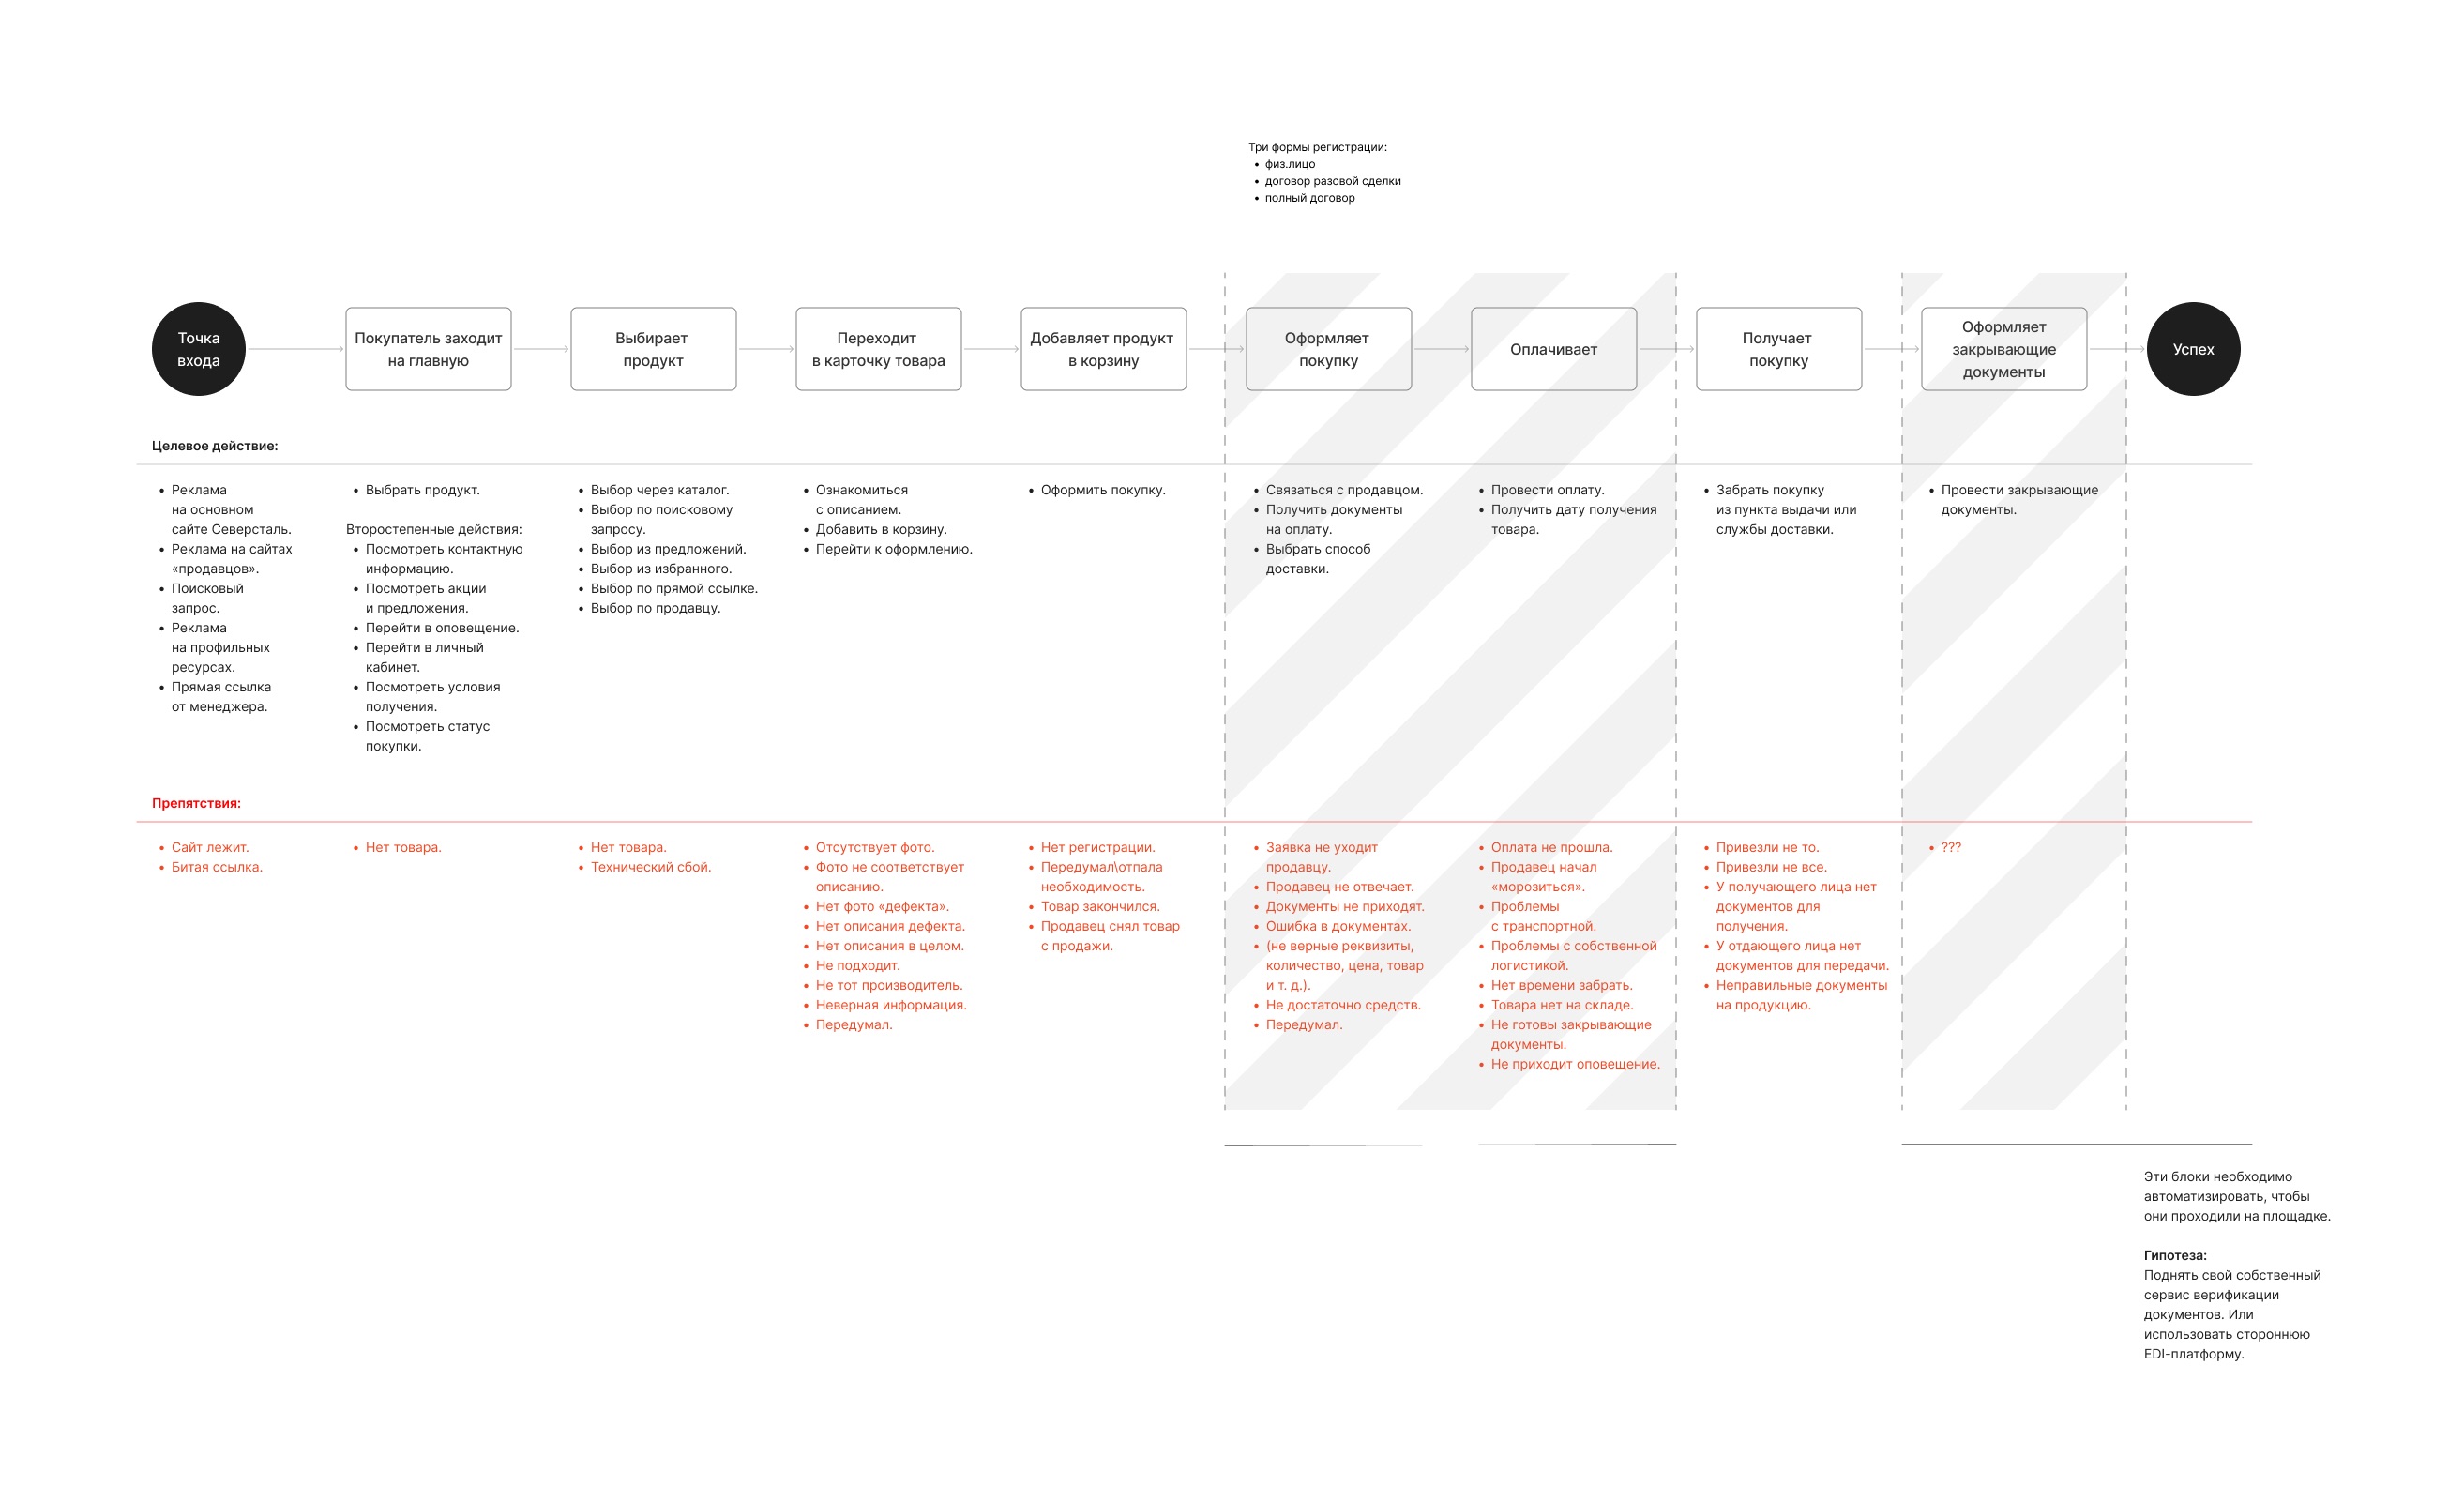 Три формы регистрации:
• физ.лицо
• договор разовой сделки
• полный договор
Точка
входа
Покупатель заходит
на главную
Выбирает
продукт
Переходит
в карточку товара
Добавляет продукт
в корзину
Оформляет
покупку
Оплачивает
Получает
покупку
Оформляет
закрывающие
документы
Успех
Целевое действие:
• Реклама
на основном
сайте Северсталь.
• Реклама на сайтах
«продавцов».
• Поисковый
запрос.
• Реклама
на профильных
ресурсах.
• Прямая ссылка
от менеджера.
• Выбрать продукт.
Второстепенные действия:
• Посмотреть контактную
информацию.
• Посмотреть акции
и предложения.
• Перейти в оповещение.
• Перейти в личный
кабинет.
• Посмотреть условия
получения.
• Посмотреть статус
покупки.
• Выбор через каталог.
• Выбор по поисковому
запросу.
• Выбор из предложений.
• Выбор из избранного.
• Выбор по прямой ссылке.
• Выбор по продавцу.
• Ознакомиться
с описанием.
• Добавить в корзину.
• Перейти к оформлению.
• Оформить покупку.
• Связаться с продавцом.
• Получить документы
на оплату.
• Выбрать способ
доставки.
• Провести оплату.
• Получить дату получения
товара.
• Забрать покупку
из пункта выдачи или
службы доставки.
• Провести закрывающие
документы.
Препятствия:
• Сайт лежит.
• Битая ссылка.
• Нет товара.
• Нет товара.
• Технический сбой.
• Отсутствует фото.
• Фото не соответствует
описанию.
• Нет фото «дефекта».
• Нет описания дефекта.
• Нет описания в целом.
• Не подходит.
• Не тот производитель.
• Неверная информация.
• Передумал.
• Нет регистрации.
• Передумал\отпала
необходимость.
• Товар закончился.
• Продавец снял товар
с продажи.
• Заявка не уходит
продавцу.
• Продавец не отвечает.
• Документы не приходят.
• Ошибка в документах.
• (не верные реквизиты,
количество, цена, товар
и т. д.).
• Не достаточно средств.
• Передумал.
• Оплата не прошла.
• Продавец начал
«морозиться».
• Проблемы
с транспортной.
• Проблемы с собственной
логистикой.
• Нет времени забрать.
• Товара нет на складе.
• Не готовы закрывающие
документы.
• Не приходит оповещение.
• Привезли не то.
• Привезли не все.
• У получающего лица нет
документов для
получения.
• У отдающего лица нет
документов для передачи.
• Неправильные документы
на продукцию.
• ???
Эти блоки необходимо
автоматизировать, чтобы
они проходили на площадке.
Гипотеза:
Поднять свой собственный
сервис верификации
документов. Или
использовать стороннюю
EDI-платформу.